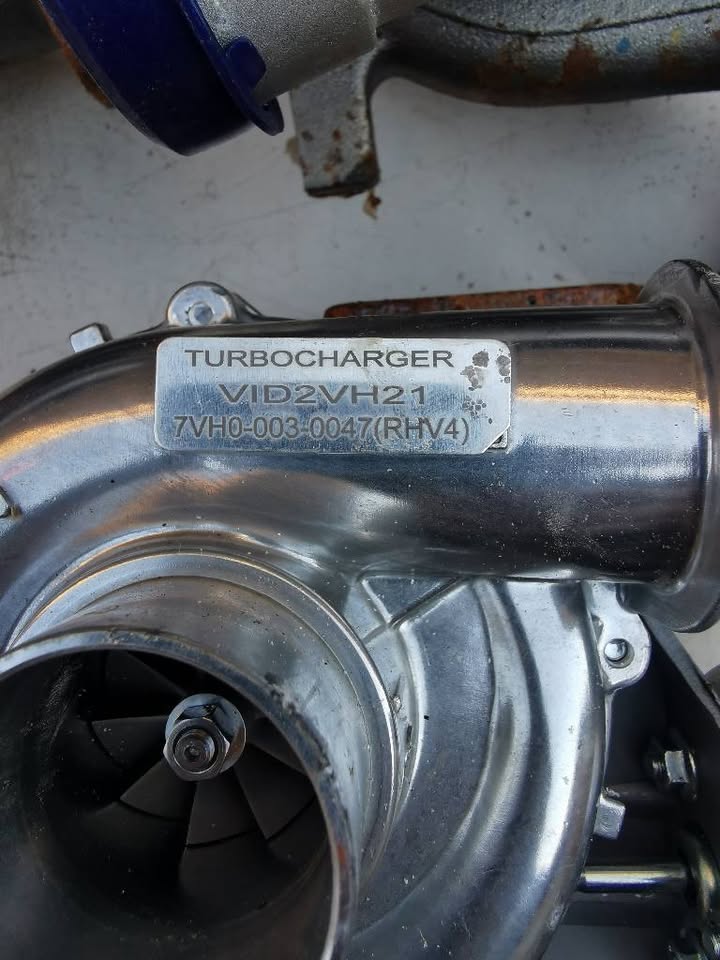 TURBOCHARGER
VID2VH21
7VH0-003-0047(RHV4)